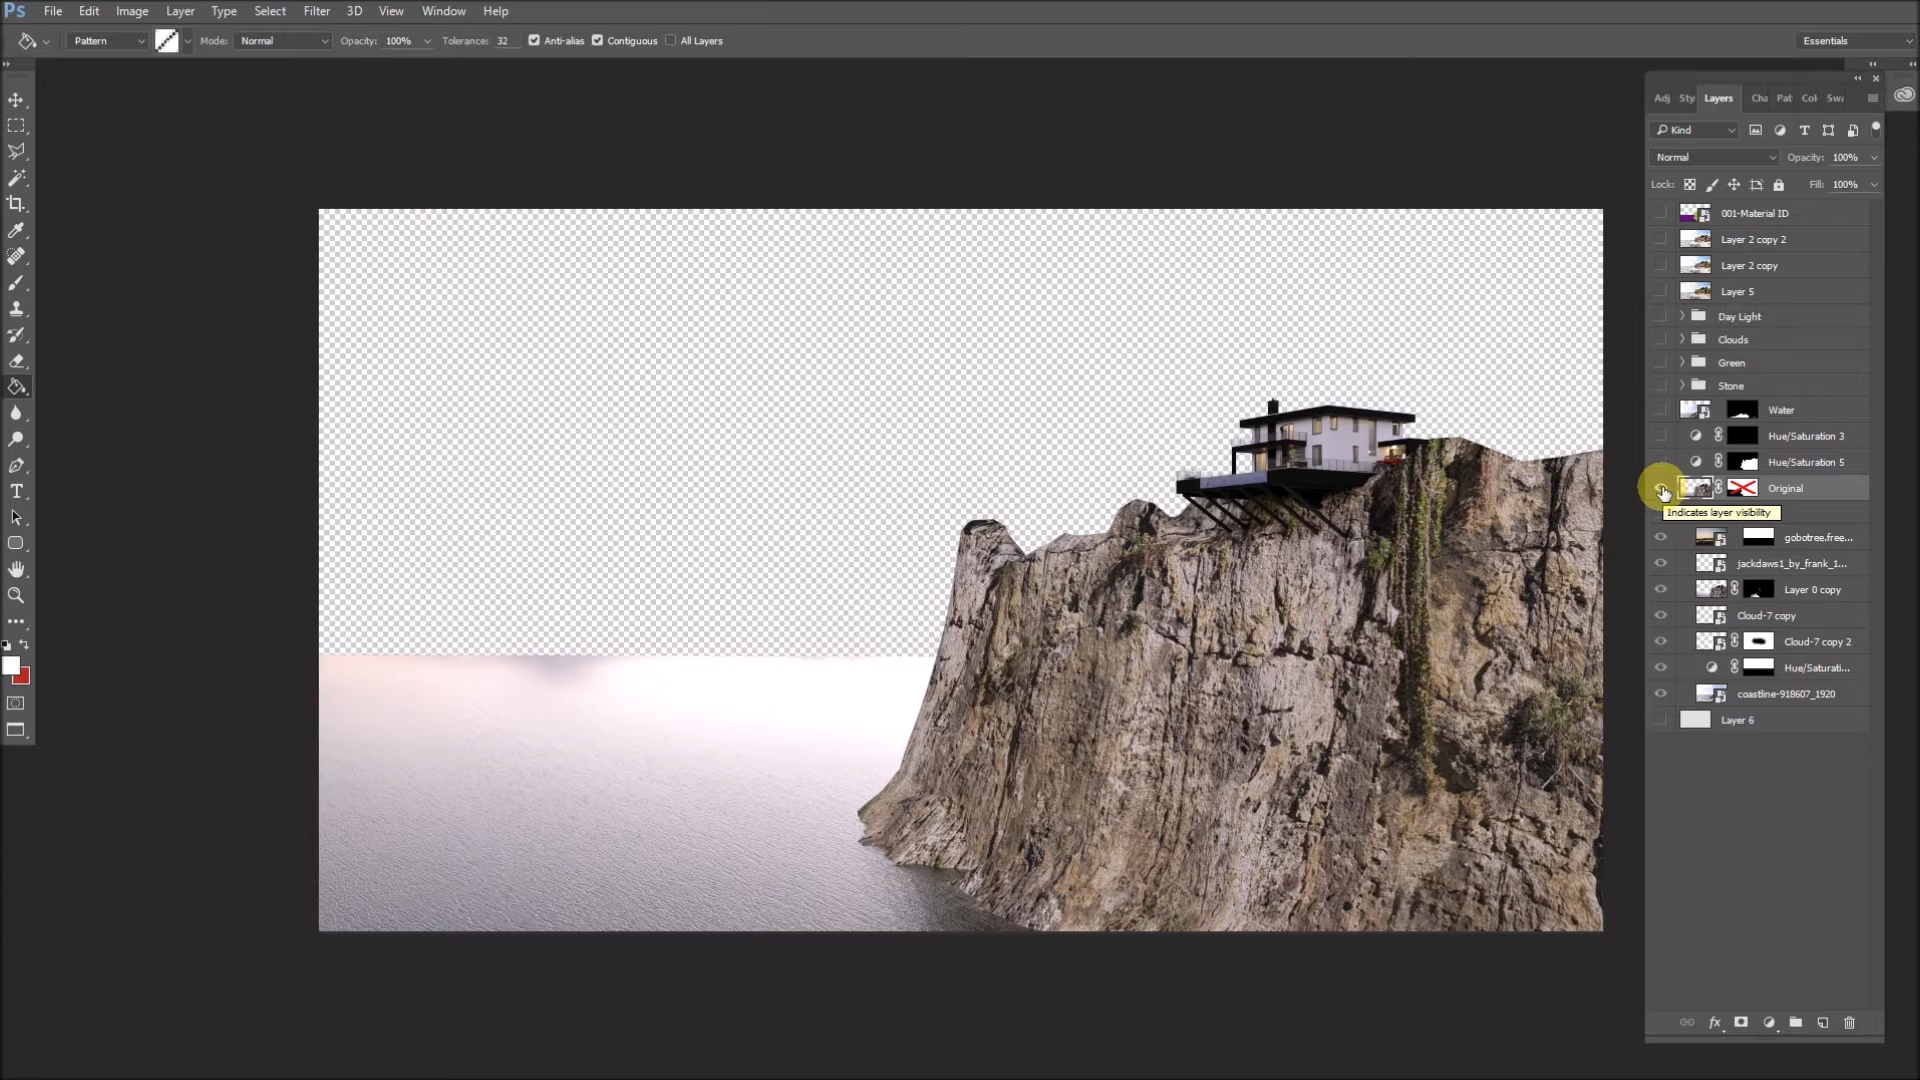 Ps File Edit Image Layer Type Select Filter 3D View Window Help
Pattern Mode: Normal Opacity: 100% Tolerance: 32 Anti-alias Contiguous All Layers Essentials
Adj Sty Layers Cha Pat Col Swa
Kind
Normal Opacity: 100%
Lock: Fill: 100%
001-Material ID
Layer 2 copy 2
Layer 2 copy
Layer 5
Day Light
Clouds
Green
Stone
Water
Hue/Saturation 3
Hue/Saturation 5
Original
Indicates layer visibility
gobotree.free...
jackdaws1_by_frank_1...
Layer 0 copy
Cloud-7 copy
Cloud-7 copy 2
Hue/Saturati...
coastline-918607_1920
Layer 6
fx